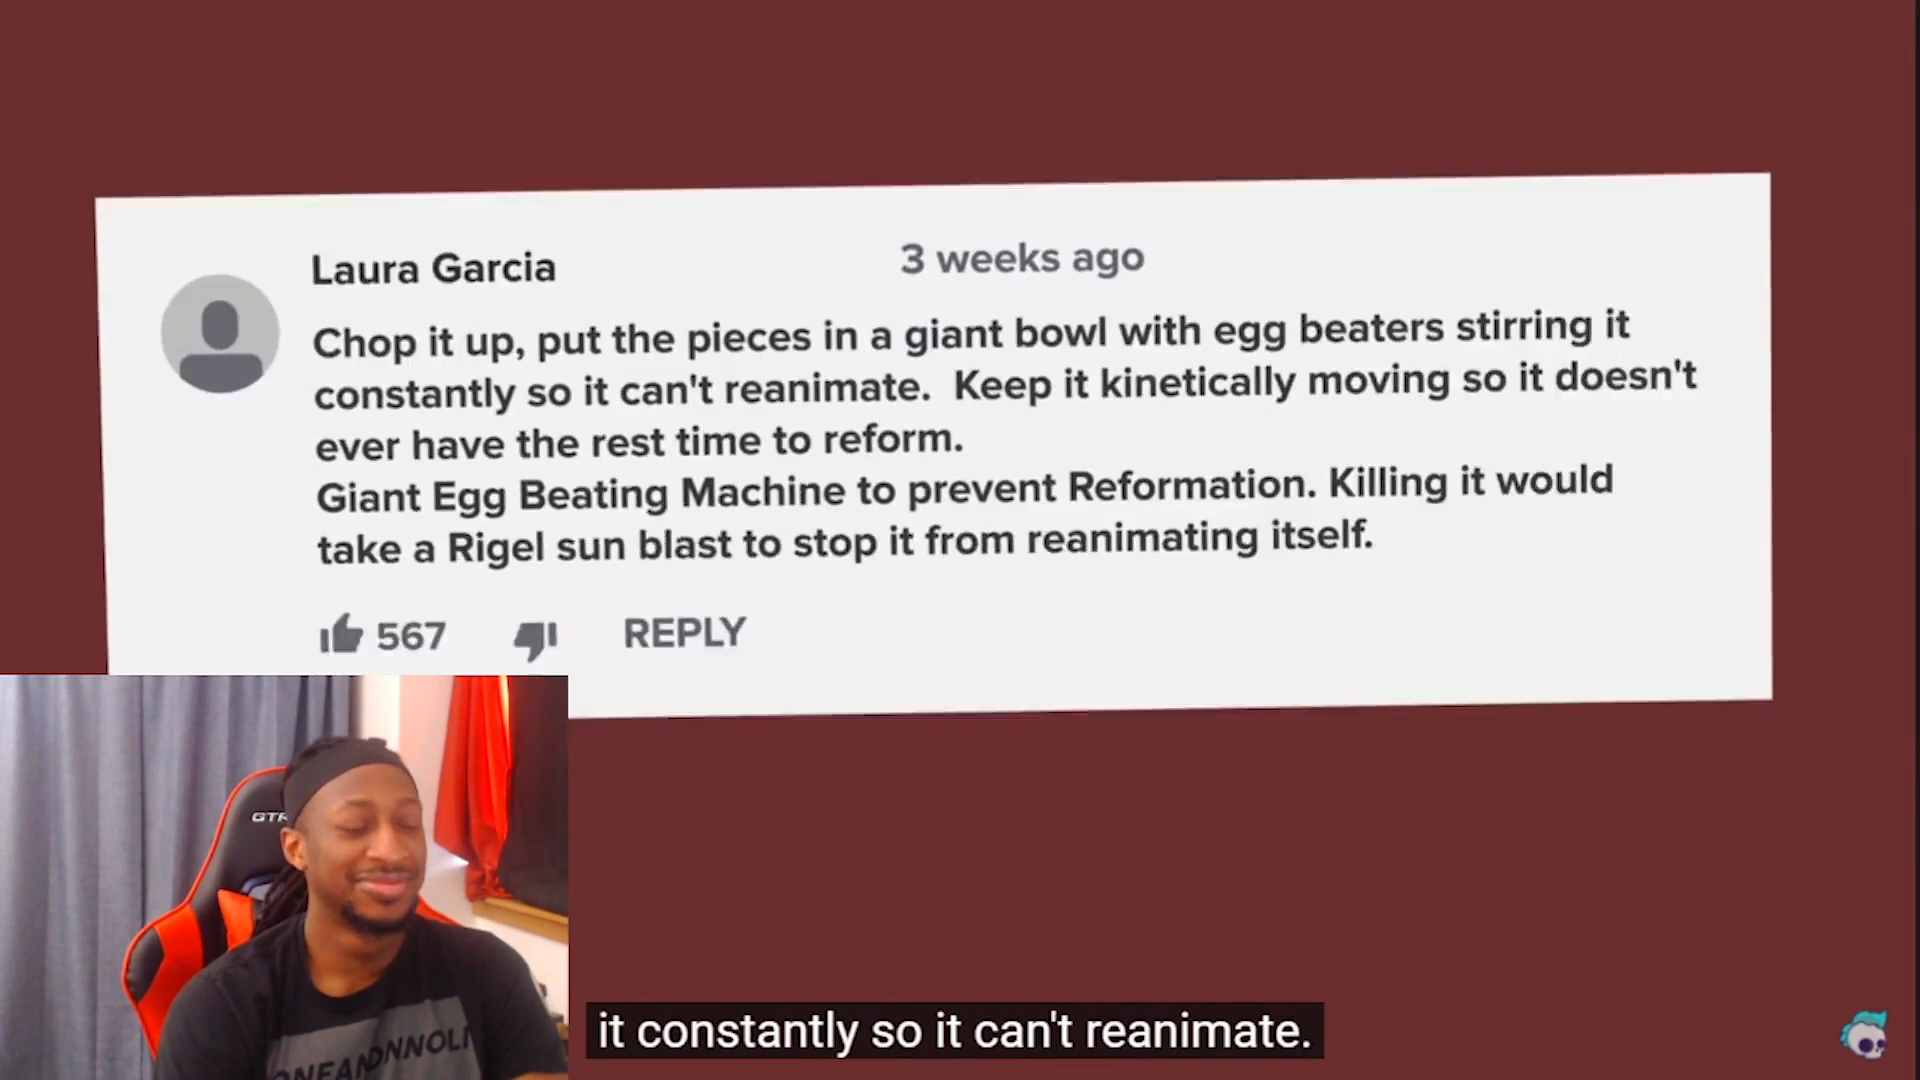 Laura Garcia
3 weeks ago
Chop it up, put the pieces in a giant bowl with egg beaters stirring it
constantly so it can't reanimate.  Keep it kinetically moving so it doesn't
ever have the rest time to reform.
Giant Egg Beating Machine to prevent Reformation. Killing it would
take a Rigel sun blast to stop it from reanimating itself.
567
REPLY
GTR
it constantly so it can't reanimate.